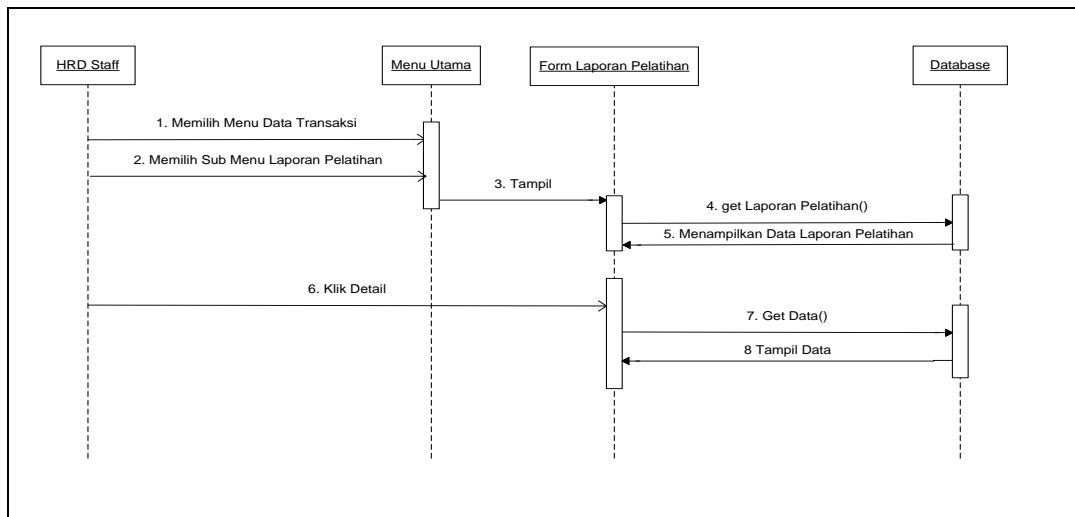 HRD Staff
Menu Utama
Form Laporan Pelatihan
Database
1. Memilih Menu Data Transaksi
2. Memilih Sub Menu Laporan Pelatihan
3. Tampil
4. get Laporan Pelatihan()
5. Menampilkan Data Laporan Pelatihan
6. Klik Detail
7. Get Data()
8 Tampil Data